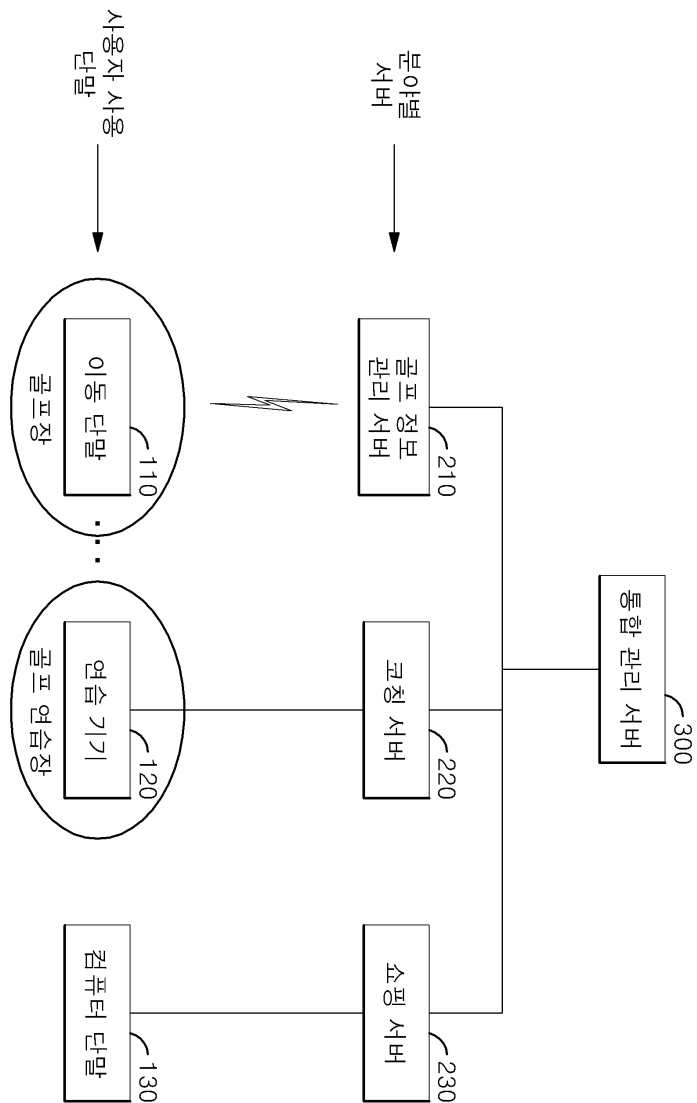 통합 관리 서버
300
분야별
서버
골프 정보
관리 서버
210
코칭 서버
220
쇼핑 서버
230
사용자 사용
단말
이동 단말
110
골프장
연습 기기
120
골프 연습장
컴퓨터 단말
130